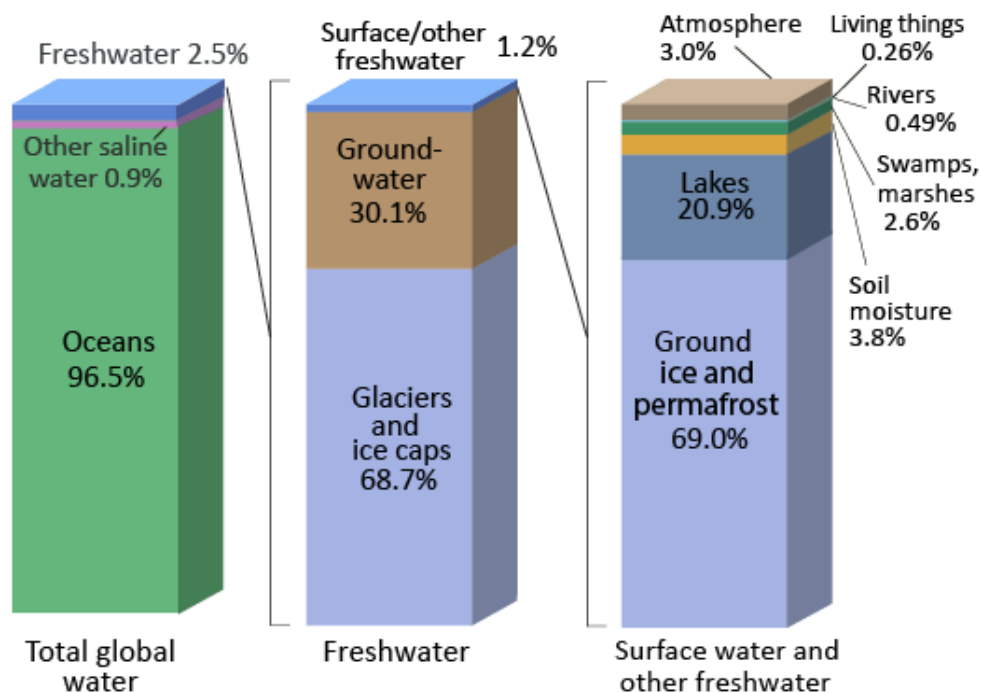 Freshwater 2.5%
Other saline
water 0.9%
Oceans
96.5%
Total global
water
Surface/other
freshwater
1.2%
Ground-
water
30.1%
Glaciers
and
ice caps
68.7%
Freshwater
Atmosphere
3.0%
Living things
0.26%
Rivers
0.49%
Swamps,
marshes
2.6%
Soil
moisture
3.8%
Lakes
20.9%
Ground
ice and
permafrost
69.0%
Surface water and
other freshwater